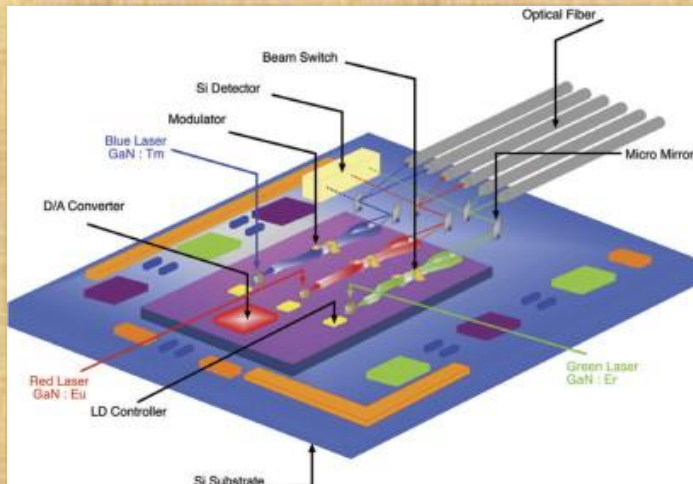 Optical Fiber
Beam Switch
Si Detector
Modulator
Blue Laser
GaN : Tm
Micro Mirror
D/A Converter
Red Laser
GaN : Eu
Green Laser
GaN : Er
LD Controller
Si Substrate